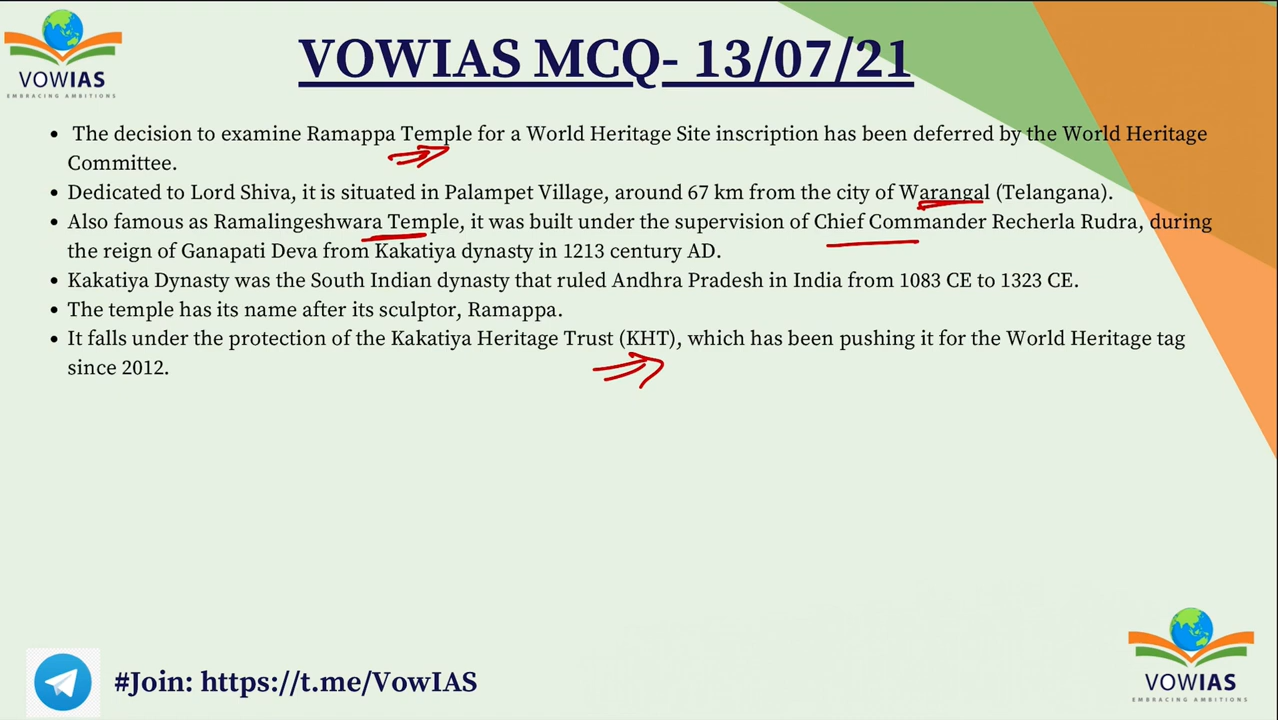 VOWIAS
EMBRACING AMBITIONS
VOWIAS MCQ- 13/07/21
• The decision to examine Ramappa Temple for a World Heritage Site inscription has been deferred by the World Heritage
Committee.
• Dedicated to Lord Shiva, it is situated in Palampet Village, around 67 km from the city of Warangal (Telangana).
• Also famous as Ramalingeshwara Temple, it was built under the supervision of Chief Commander Recherla Rudra, during
the reign of Ganapati Deva from Kakatiya dynasty in 1213 century AD.
• Kakatiya Dynasty was the South Indian dynasty that ruled Andhra Pradesh in India from 1083 CE to 1323 CE.
• The temple has its name after its sculptor, Ramappa.
• It falls under the protection of the Kakatiya Heritage Trust (KHT), which has been pushing it for the World Heritage tag
since 2012.
#Join: https://t.me/VowIAS
VOWIAS
EMBRACING AMBITIONS